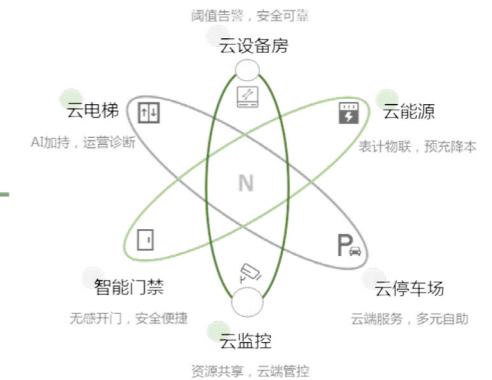 阈值告警，安全可靠
云设备房
云电梯
AI加持，运营诊断
云能源
表计物联，预充降本
N
智能门禁
无感开门，安全便捷
P
云停车场
云端服务，多元自助
云监控
资源共享，云端管控